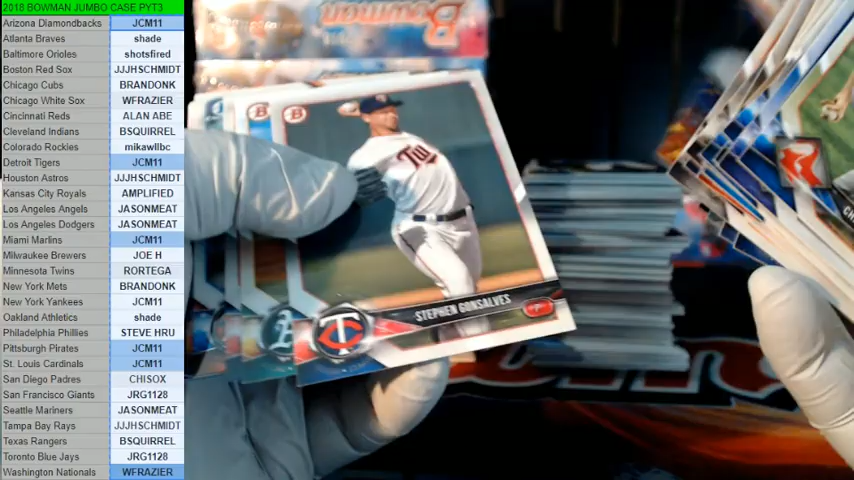 2018 BOWMAN JUMBO CASE PYT3
Arizona Diamondbacks JCM11
Atlanta Braves shade
Baltimore Orioles shotsfired
Boston Red Sox JJJHSCHMIDT
Chicago Cubs BRANDONK
Chicago White Sox WFRAZIER
Cincinnati Reds ALAN ABE
Cleveland Indians BSQUIRREL
Colorado Rockies mikawllbc
Detroit Tigers JCM11
Houston Astros JJJHSCHMIDT
Kansas City Royals AMPLIFIED
Los Angeles Angels JASONMEAT
Los Angeles Dodgers JASONMEAT
Miami Marlins JCM11
Milwaukee Brewers JOE H
Minnesota Twins RORTEGA
New York Mets BRANDONK
New York Yankees JCM11
Oakland Athletics shade
Philadelphia Phillies STEVE HRU
Pittsburgh Pirates JCM11
St. Louis Cardinals JCM11
San Diego Padres CHISOX
San Francisco Giants JRG1128
Seattle Mariners JASONMEAT
Tampa Bay Rays JJJHSCHMIDT
Texas Rangers BSQUIRREL
Toronto Blue Jays JRG1128
Washington Nationals WFRAZIER
Bowman
STEPHEN GONSALVES